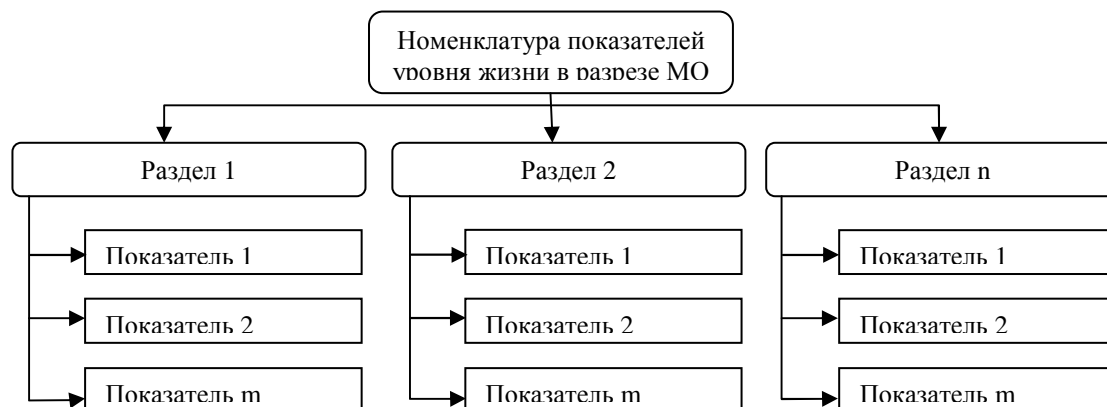 Номенклатура показателей
уровня жизни в разрезе МО
Раздел 1
Раздел 2
Раздел n
Показатель 1
Показатель 1
Показатель 1
Показатель 2
Показатель 2
Показатель 2
Показатель m
Показатель m
Показатель m